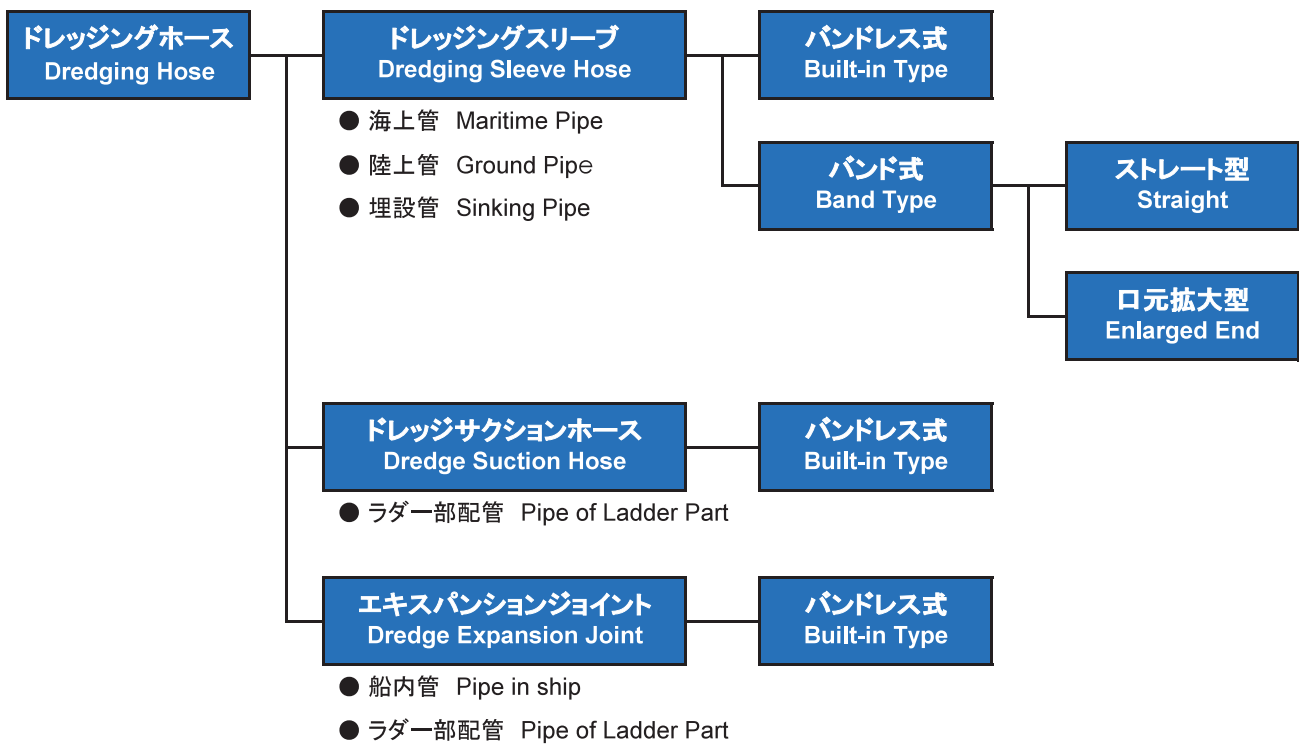 ドレッジングホース
Dredging Hose
ドレッジングスリーブ
Dredging Sleeve Hose
バンドレス式
Built-in Type
● 海上管 Maritime Pipe
● 陸上管 Ground Pipe
● 埋設管 Sinking Pipe
バンド式
Band Type
ストレート型
Straight
口元拡大型
Enlarged End
ドレッジサクションホース
Dredge Suction Hose
バンドレス式
Built-in Type
● ラダー部配管 Pipe of Ladder Part
エキスパンションジョイント
Dredge Expansion Joint
バンドレス式
Built-in Type
● 船内管 Pipe in ship
● ラダー部配管 Pipe of Ladder Part